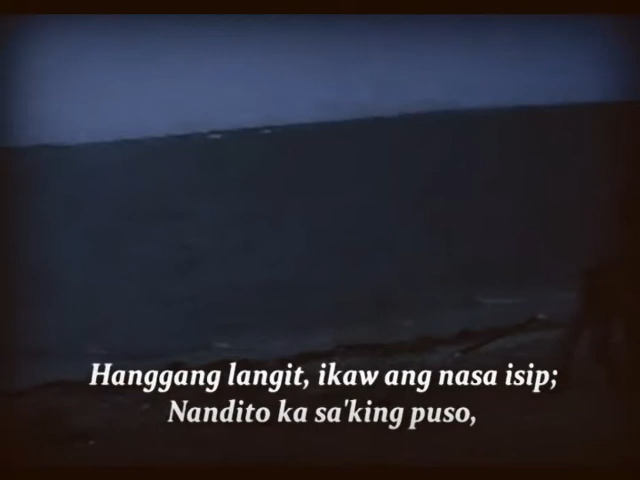 Hanggang langit, ikaw ang nasa isip;
Nandito ka sa'king puso,